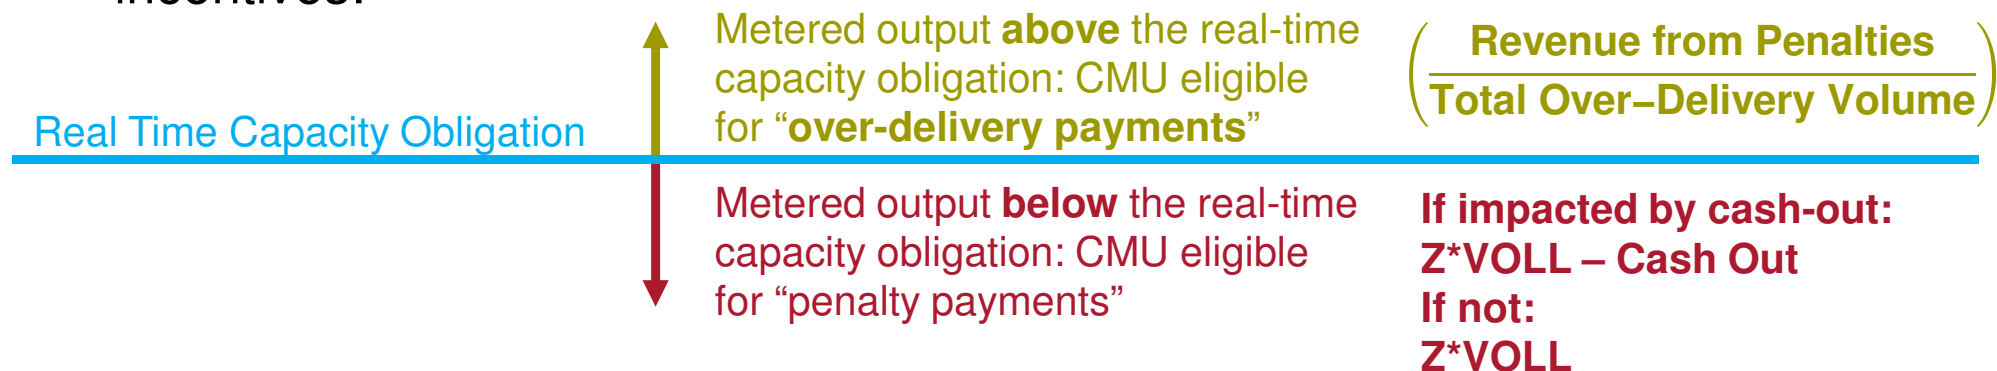 Real Time Capacity Obligation
Metered output above the real-time
capacity obligation: CMU eligible
for “over-delivery payments”
Revenue from Penalties
Total Over−Delivery Volume
Metered output below the real-time
capacity obligation: CMU eligible
for “penalty payments”
If impacted by cash-out:
Z*VOLL – Cash Out
If not:
Z*VOLL